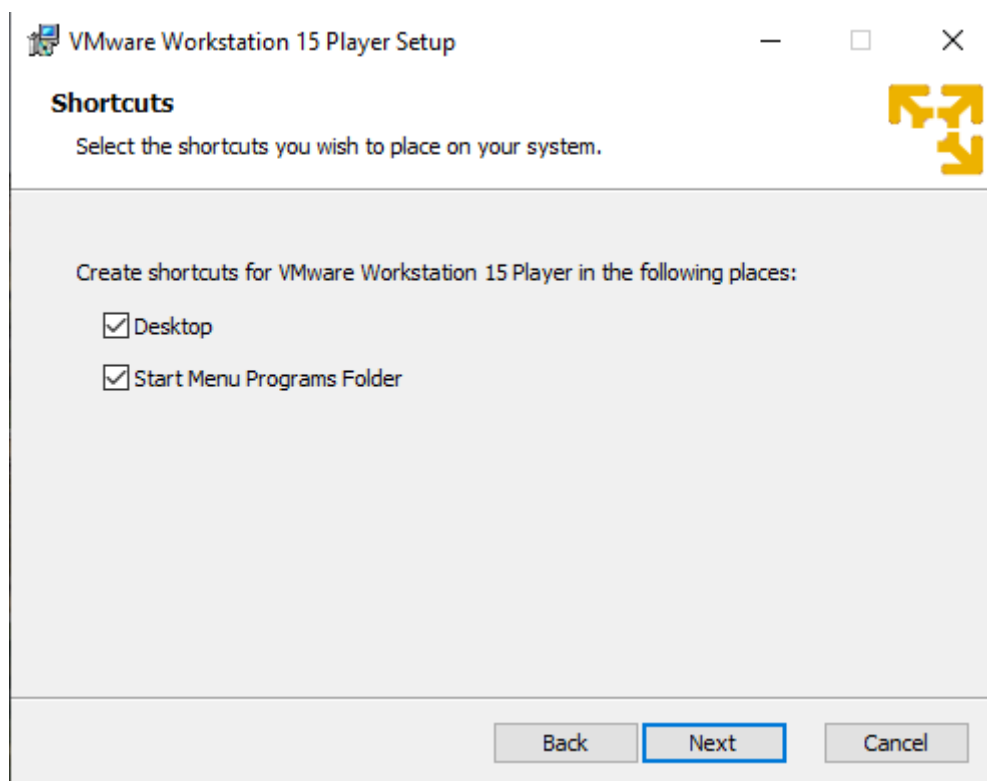 VMware Workstation 15 Player Setup
Shortcuts
Select the shortcuts you wish to place on your system.
Create shortcuts for VMware Workstation 15 Player in the following places:
Desktop
Start Menu Programs Folder
Back Next Cancel